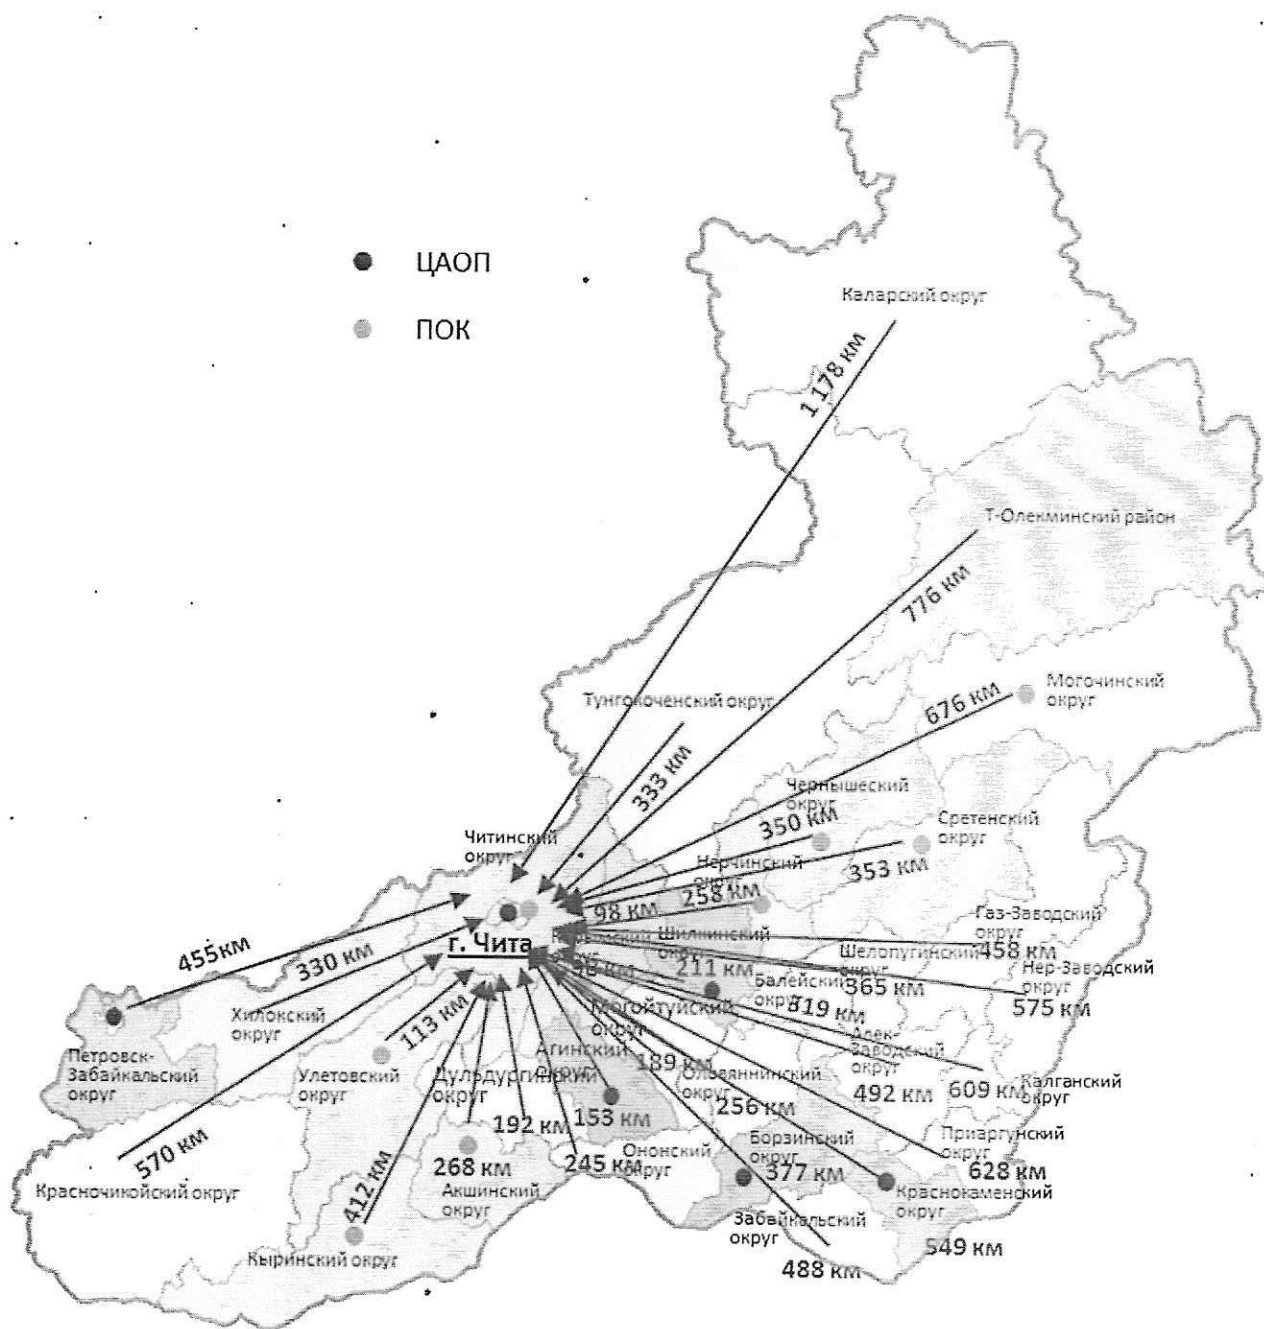 ЦАОП
ПОК
Каларский округ
1 178 км
Т-Олекминский район
776 км
Могочинский
округ
676 км
Тунгокоченский округ
333 км
Чернышеский
округ
350 км
Сретенский
округ
353 км
Читинский
округ
Нерчинский
округ
258 км
98 км
Газ-Заводский
округ
458 км
г. Чита
округ
Шилкинский
округ
211 км
Шелопугинский
округ
365 км
Нер-Заводский
округ
575 км
Балейский
округ
319 км
455км
330 км
Хилокский
округ
113 км
Могойтуйский
округ
189 км
Алек-
Заводский
округ
492 км
609 км
Калганский
округ
Петровск-
Забайкальский
округ
Улетовский
округ
Дульдургинский
округ
Агинский
округ
153 км
192 км
Оловяннинский
округ
256 км
Приаргунский
округ
628 км
570 км
Красночикойский округ
412 км
268 км
Акшинский
округ
245 км
Ононский
округ
Борзинский
округ
377 км
Краснокаменский
округ
549 км
Забайкальский
округ
488 км
Кыринский округ